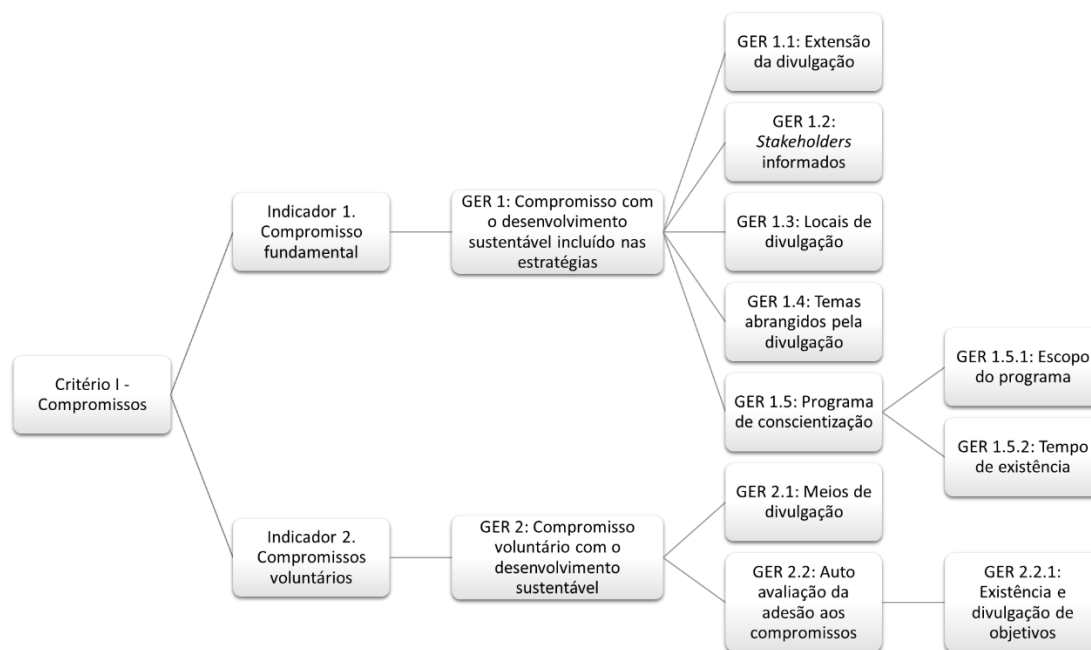 Critério I -
Compromissos
Indicador 1.
Compromisso
fundamental
GER 1: Compromisso com
o desenvolvimento
sustentável incluído nas
estratégias
GER 1.1: Extensão
da divulgação
GER 1.2:
Stakeholders
informados
GER 1.3: Locais de
divulgação
GER 1.4: Temas
abrangidos pela
divulgação
GER 1.5: Programa
de conscientização
GER 1.5.1: Escopo
do programa
GER 1.5.2: Tempo
de existência
Indicador 2.
Compromissos
voluntários
GER 2: Compromisso
voluntário com o
desenvolvimento
sustentável
GER 2.1: Meios de
divulgação
GER 2.2: Auto
avaliação da
adesão aos
compromissos
GER 2.2.1:
Existência e
divulgação de
objetivos